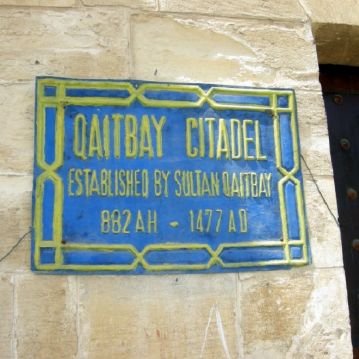 QAITBAY CITADEL
ESTABLISHED BY SULTAN QAITBAY
882 AH - 1477 AD